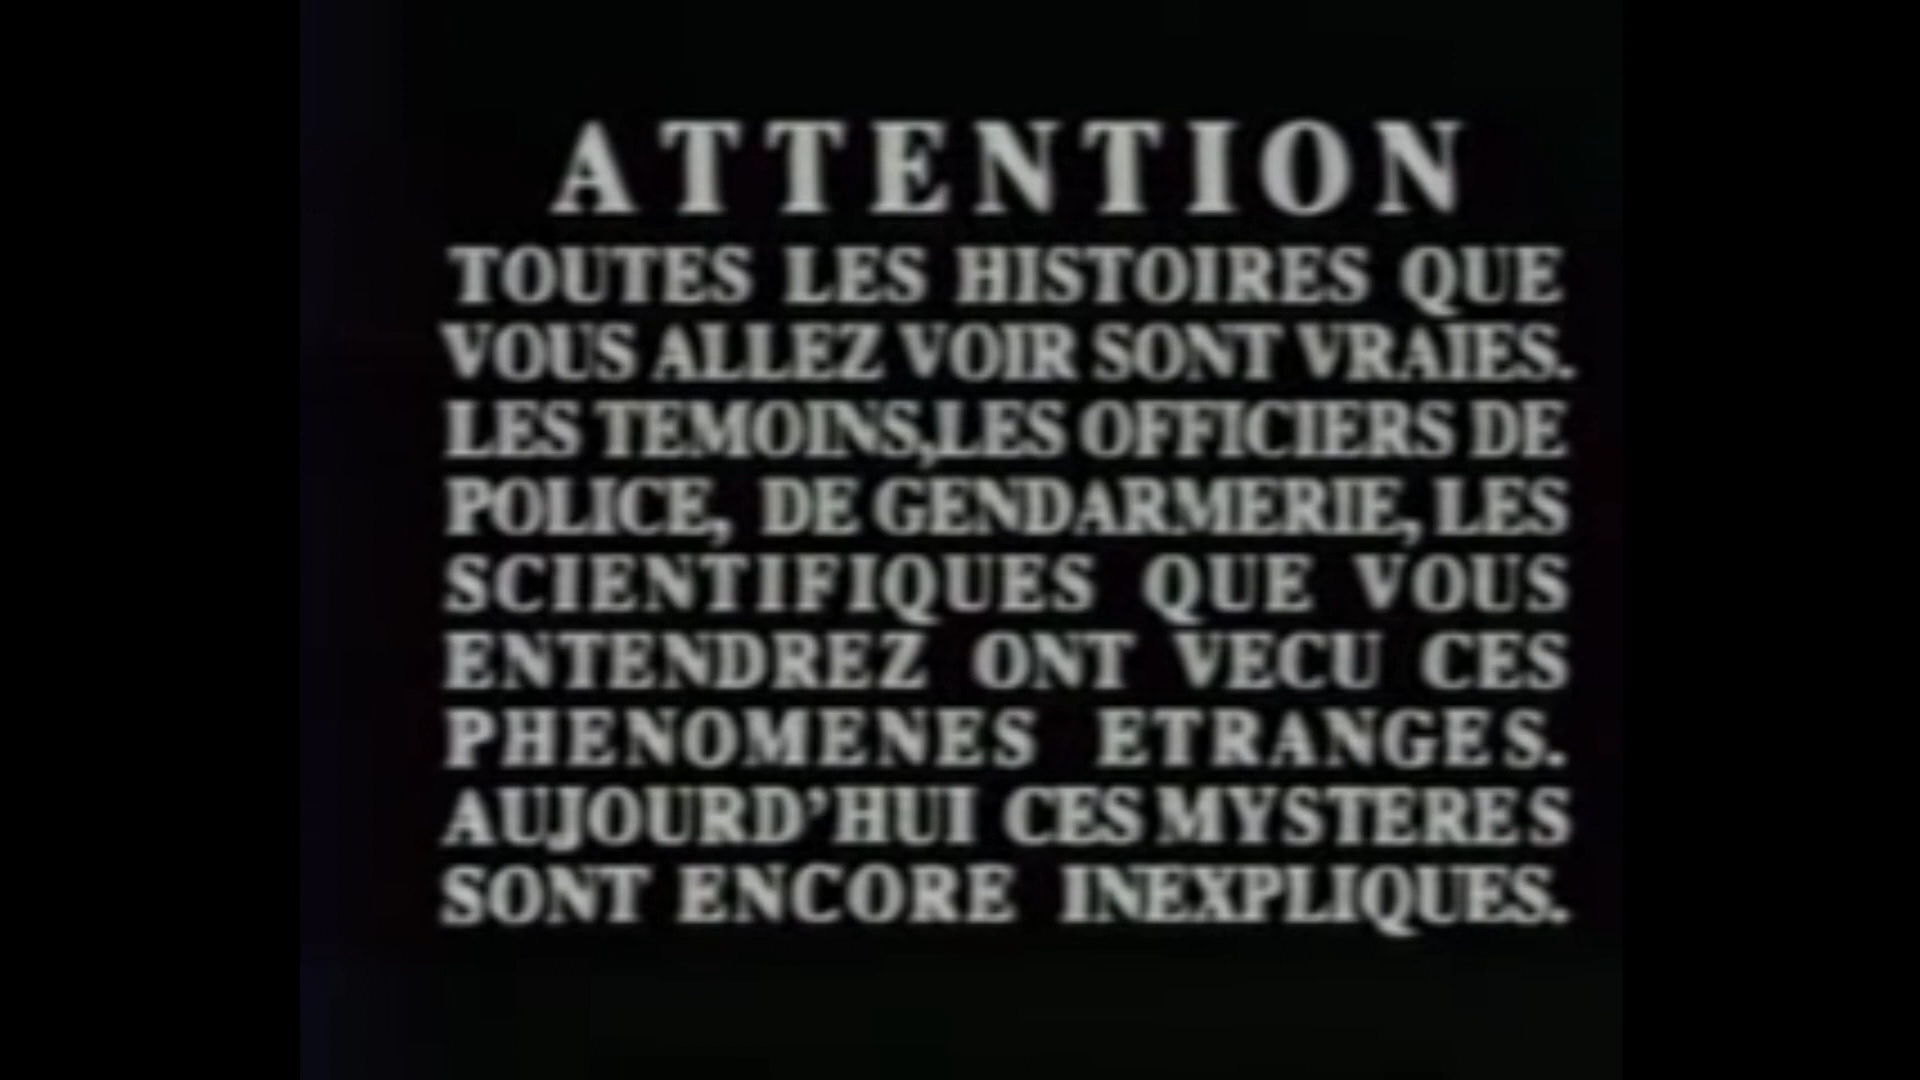 ATTENTION
TOUTES LES HISTOIRES QUE
VOUS ALLEZ VOIR SONT VRAIES.
LES TEMOINS,LES OFFICIERS DE
POLICE, DE GENDARMERIE, LES
SCIENTIFIQUES QUE VOUS
ENTENDREZ ONT VECU CES
PHENOMENES ETRANGES.
AUJOURD'HUI CES MYSTERES
SONT ENCORE INEXPLIQUES.